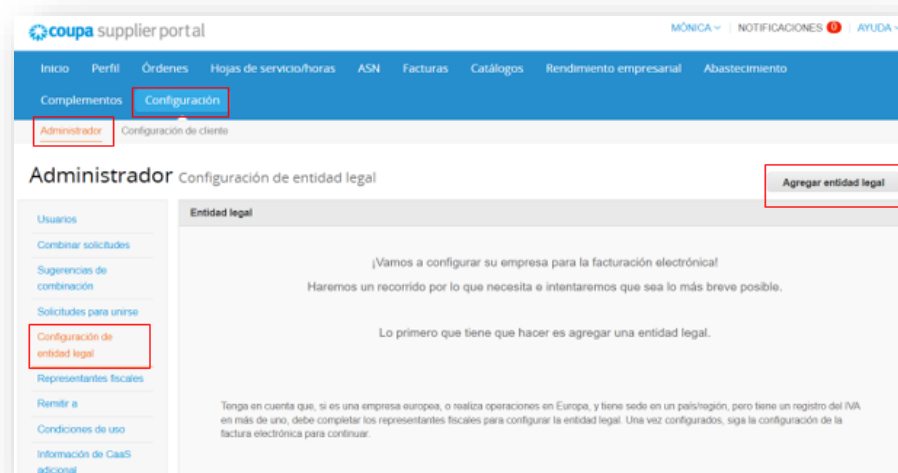 coupa supplier portal
MÓNICA NOTIFICACIONES 0 AYUDA
Inicio Perfil Órdenes Hojas de servicio/horas ASN Facturas Catálogos Rendimiento empresarial Abastecimiento
Complementos Configuración
Administrador Configuración de cliente
Administrador Configuración de entidad legal
Agregar entidad legal
Usuarios
Combinar solicitudes
Sugerencias de
combinación
Solicitudes para unirse
Configuración de
entidad legal
Representantes fiscales
Remitir a
Condiciones de uso
Información de CaaS
adicional
Entidad legal
¡Vamos a configurar su empresa para la facturación electrónica!
Haremos un recorrido por lo que necesita e intentaremos que sea lo más breve posible.
Lo primero que tiene que hacer es agregar una entidad legal.
Tenga en cuenta que, si es una empresa europea, o realiza operaciones en Europa, y tiene sede en un país/región, pero tiene un registro del IVA
en más de uno, debe completar los representantes fiscales para configurar la entidad legal. Una vez configurados, siga la configuración de la
factura electrónica para continuar.